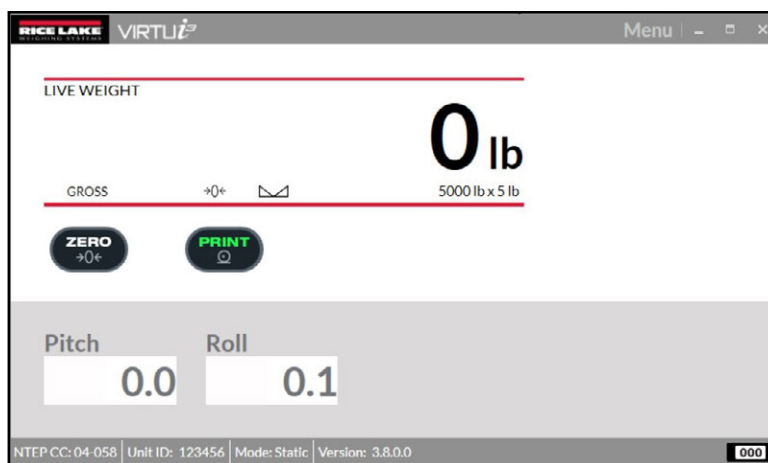 RICE LAKE VIRTUi³ Menu
WEIGHING SYSTEMS
LIVE WEIGHT
0 lb
GROSS →0← 5000 lb x 5 lb
ZERO PRINT
→0←
Pitch Roll
0.0 0.1
NTEP CC: 04-058 Unit ID: 123456 Mode: Static Version: 3.8.0.0 000